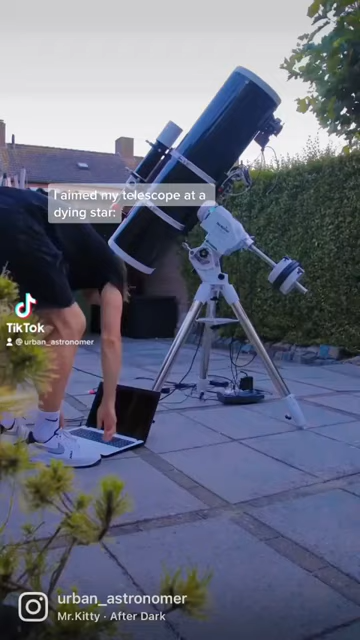 I aimed my telescope at a
dying star:
TikTok
@urban_astronomer
urban_astronomer
Mr.Kitty · After Dark